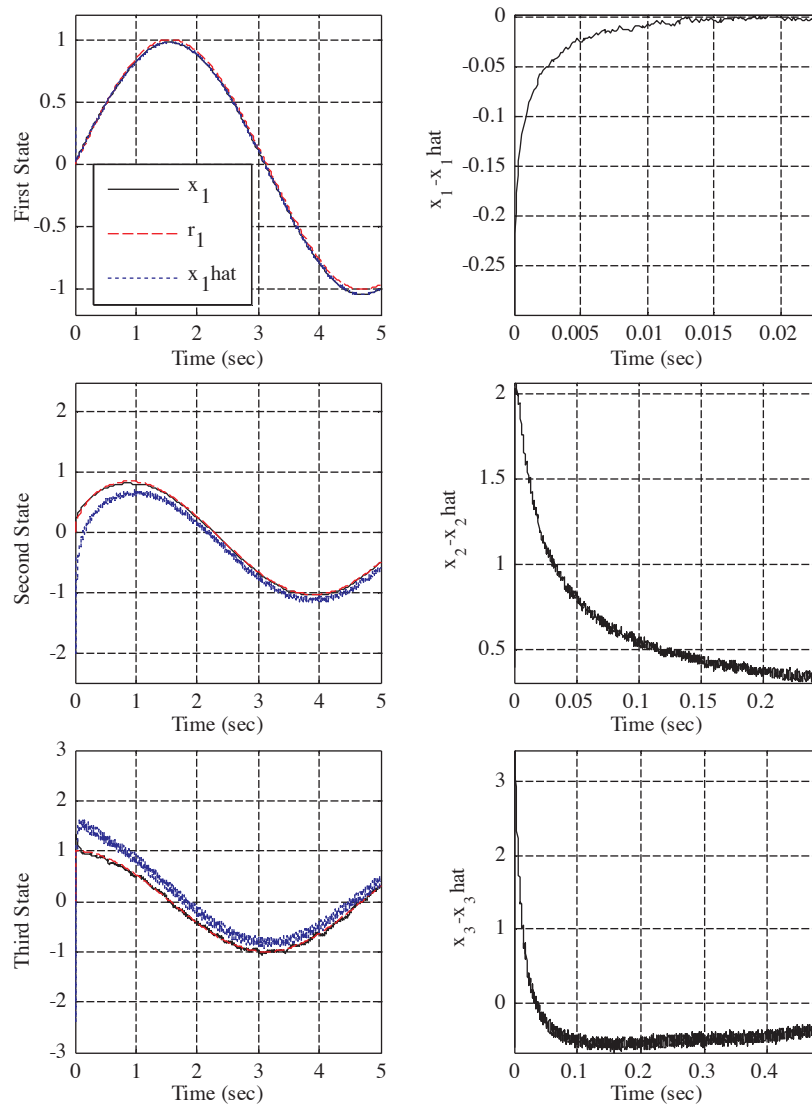 1
0.5
0
-0.5
-1
First State
x1
r1
x1hat
0 1 2 3 4 5
Time (sec)
0
-0.05
-0.1
-0.15
-0.2
-0.25
x1-x1hat
0 0.005 0.01 0.015 0.02
Time (sec)
2
1
0
-1
-2
Second State
0 1 2 3 4 5
Time (sec)
2
1.5
1
0.5
x2-x2hat
0 0.05 0.1 0.15 0.2
Time (sec)
3
2
1
0
-1
-2
-3
Third State
0 1 2 3 4 5
Time (sec)
3
2
1
0
x3-x3hat
0 0.1 0.2 0.3 0.4
Time (sec)